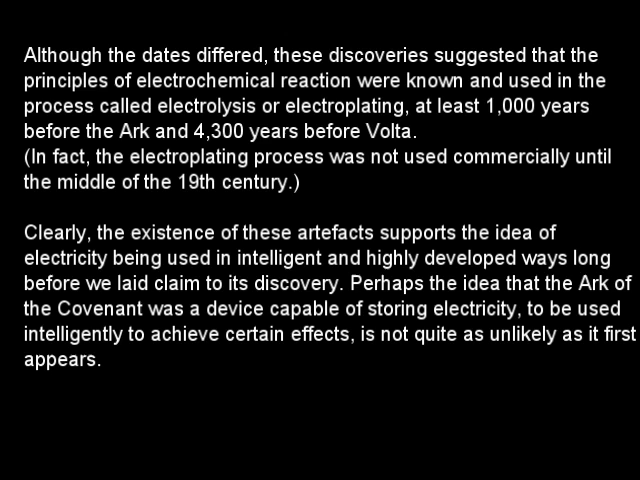 Although the dates differed, these discoveries suggested that the
principles of electrochemical reaction were known and used in the
process called electrolysis or electroplating, at least 1,000 years
before the Ark and 4,300 years before Volta.
(In fact, the electroplating process was not used commercially until
the middle of the 19th century.)
Clearly, the existence of these artefacts supports the idea of
electricity being used in intelligent and highly developed ways long
before we laid claim to its discovery. Perhaps the idea that the Ark of
the Covenant was a device capable of storing electricity, to be used
intelligently to achieve certain effects, is not quite as unlikely as it first
appears.